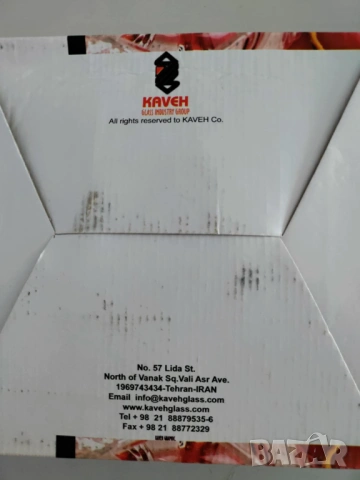 KAVEH
GLASS INDUSTRY GROUP
All rights reserved to KAVEH Co.
No. 57 Lida St.
North of Vanak Sq.Vali Asr Ave.
1969743434-Tehran-IRAN
Email info@kavehglass.com
www.kavehglass.com
Tel + 98 21 88879535-6
Fax + 98 21 88772329
BAZAR